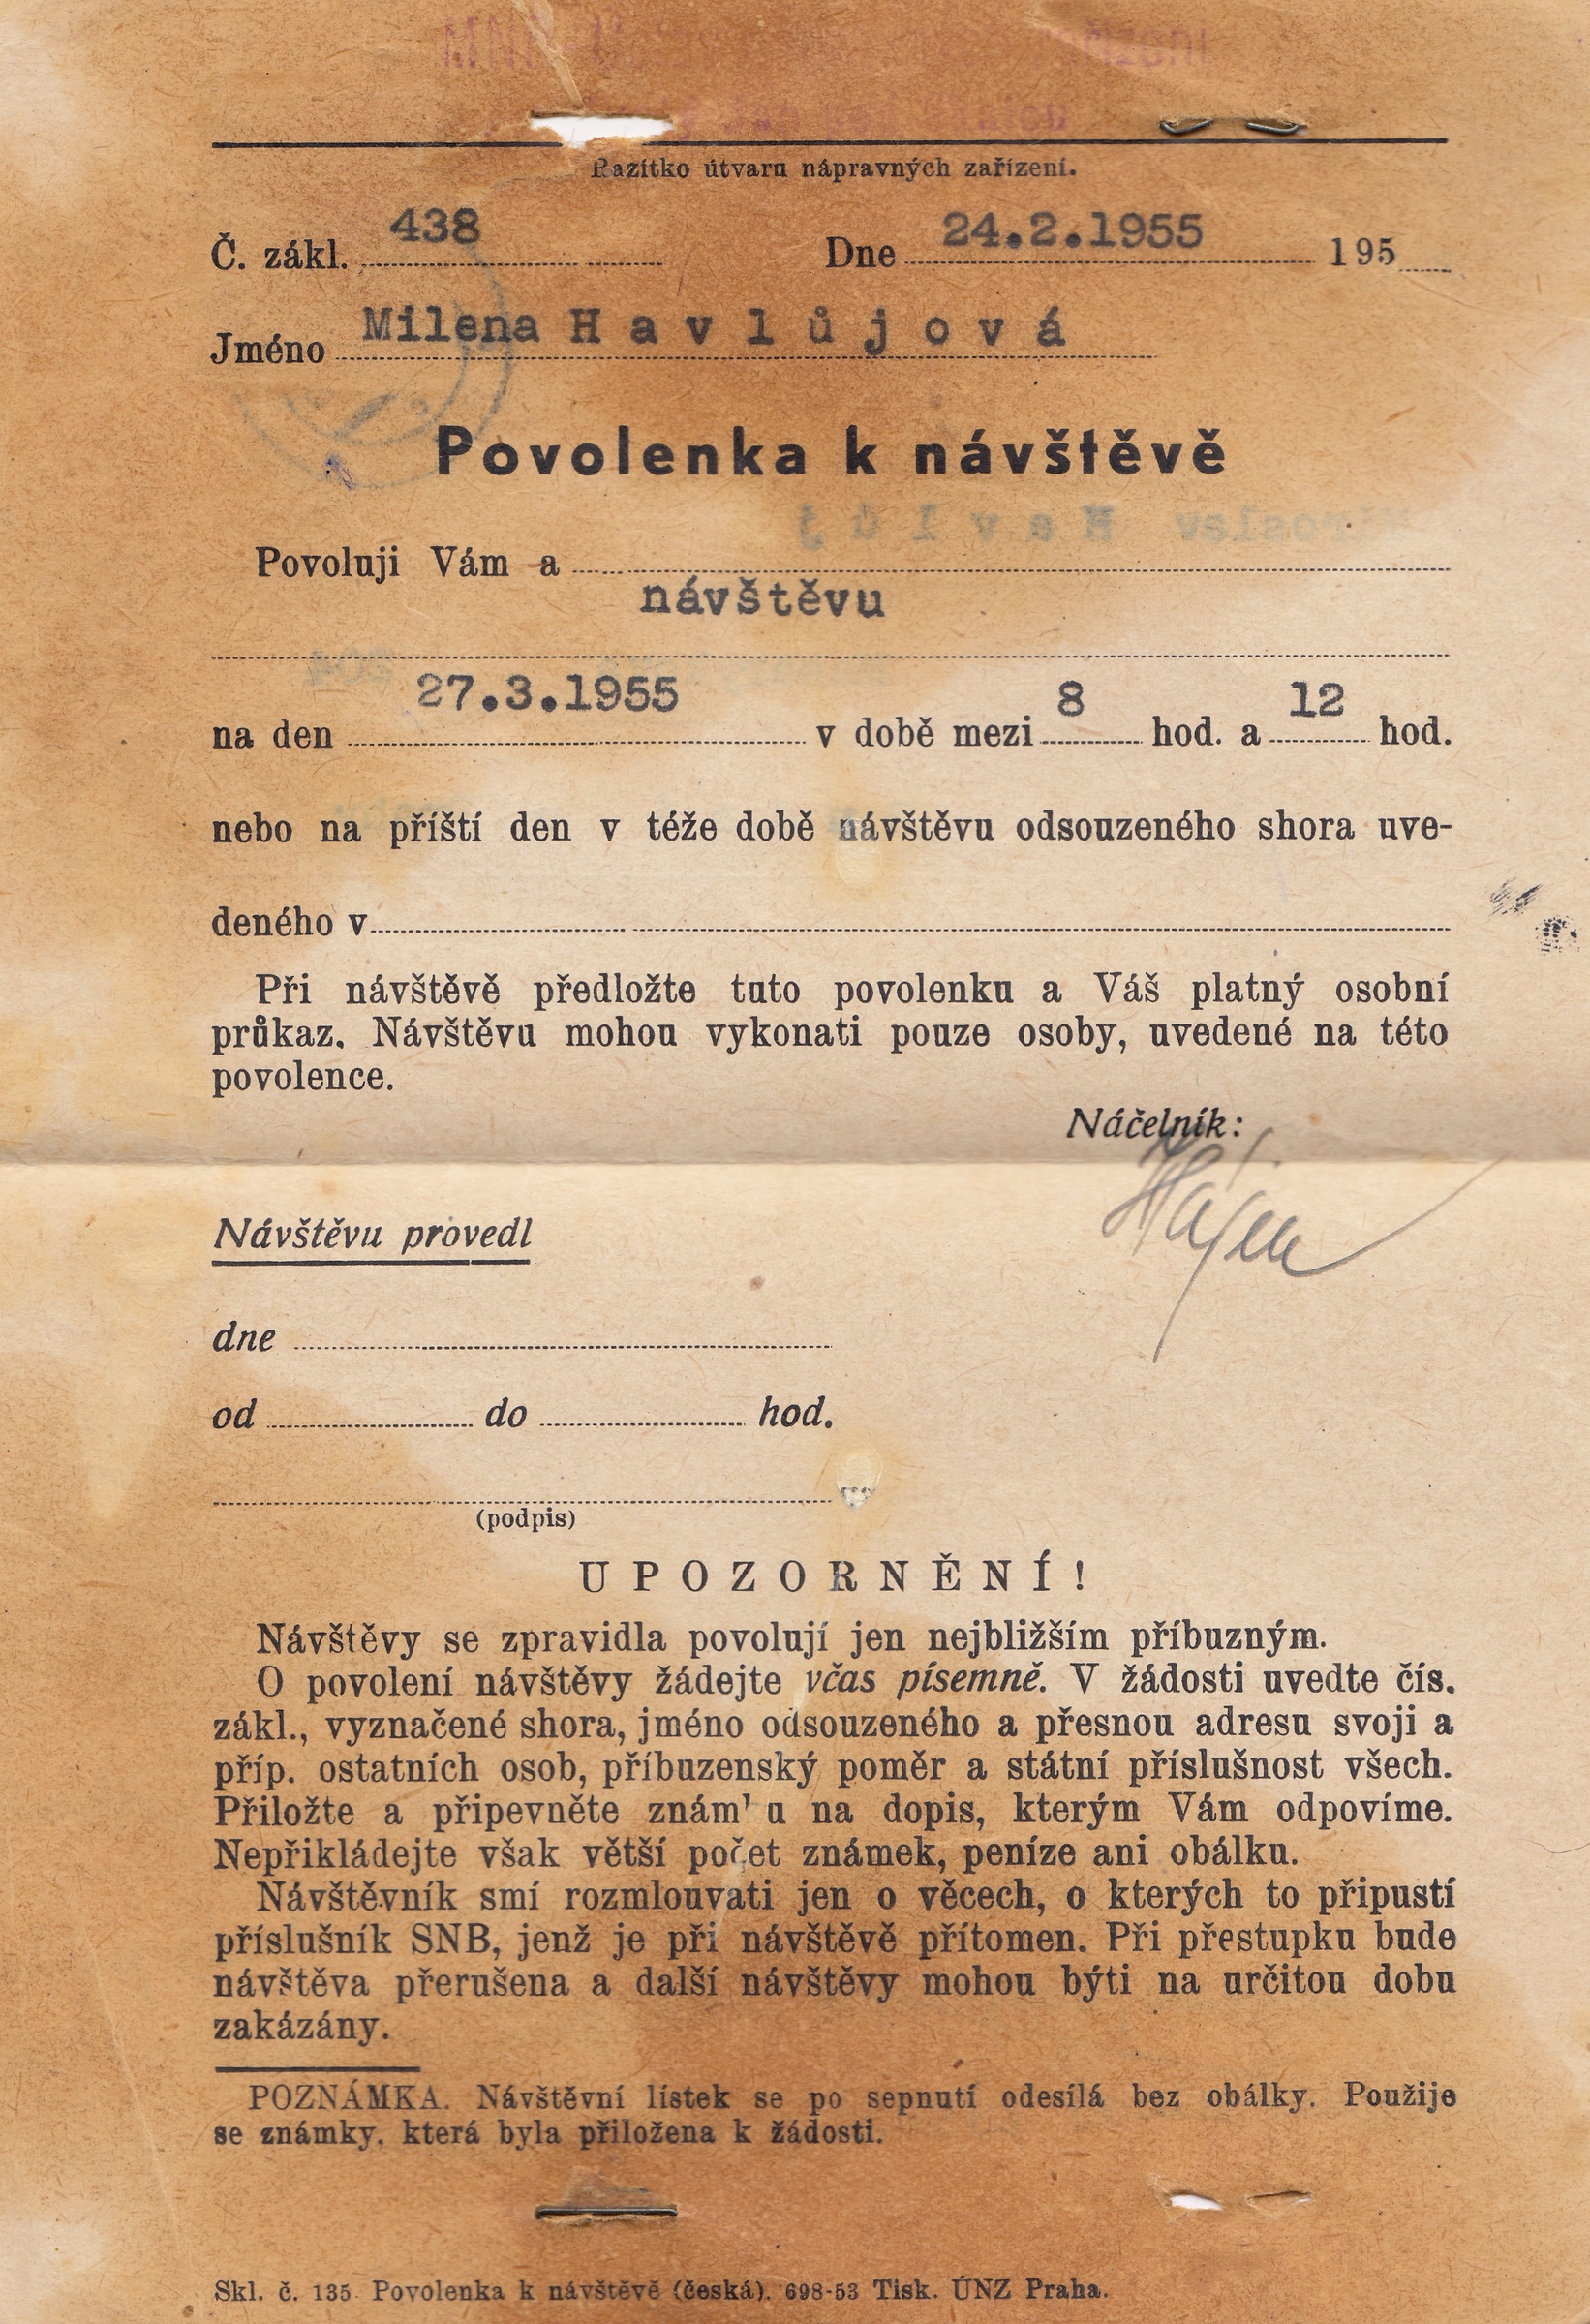 Razítko útvaru nápravných zařízení.
Č. zákl. 438 Dne 24.2.1955 195
Jméno Milena Havlůjová
Povolenka k návštěvě
Povoluji Vám a
návštěvu
na den 27.3.1955 v době mezi 8 hod. a 12 hod.
nebo na příští den v téže době návštěvu odsouzeného shora uve-
deného v
Při návštěvě předložte tuto povolenku a Váš platný osobní
průkaz. Návštěvu mohou vykonati pouze osoby, uvedené na této
povolence.
Náčelník:
Návštěvu provedl
dne
od do hod.
(podpis)
UPOZORNĚNÍ!
Návštěvy se zpravidla povolují jen nejbližším příbuzným.
O povolení návštěvy žádejte včas písemně. V žádosti uvedte čís.
zákl., vyznačené shora, jméno odsouzeného a přesnou adresu svoji a
příp. ostatních osob, příbuzenský poměr a státní příslušnost všech.
Přiložte a připevněte znám' u na dopis, kterým Vám odpovíme.
Nepřikládejte však větší počet známek, peníze ani obálku.
Návštěvník smí rozmlouvati jen o věcech, o kterých to připustí
příslušník SNB, jenž je při návštěvě přítomen. Při přestupku bude
návštěva přerušena a další návštěvy mohou býti na určitou dobu
zakázány.
POZNÁMKA. Návštěvní lístek se po sepnutí odesílá bez obálky. Použije
se známky, která byla přiložena k žádosti.
Skl. č. 135 Povolenka k návštěvě (česká). 698-53 Tisk. ÚNZ Praha.